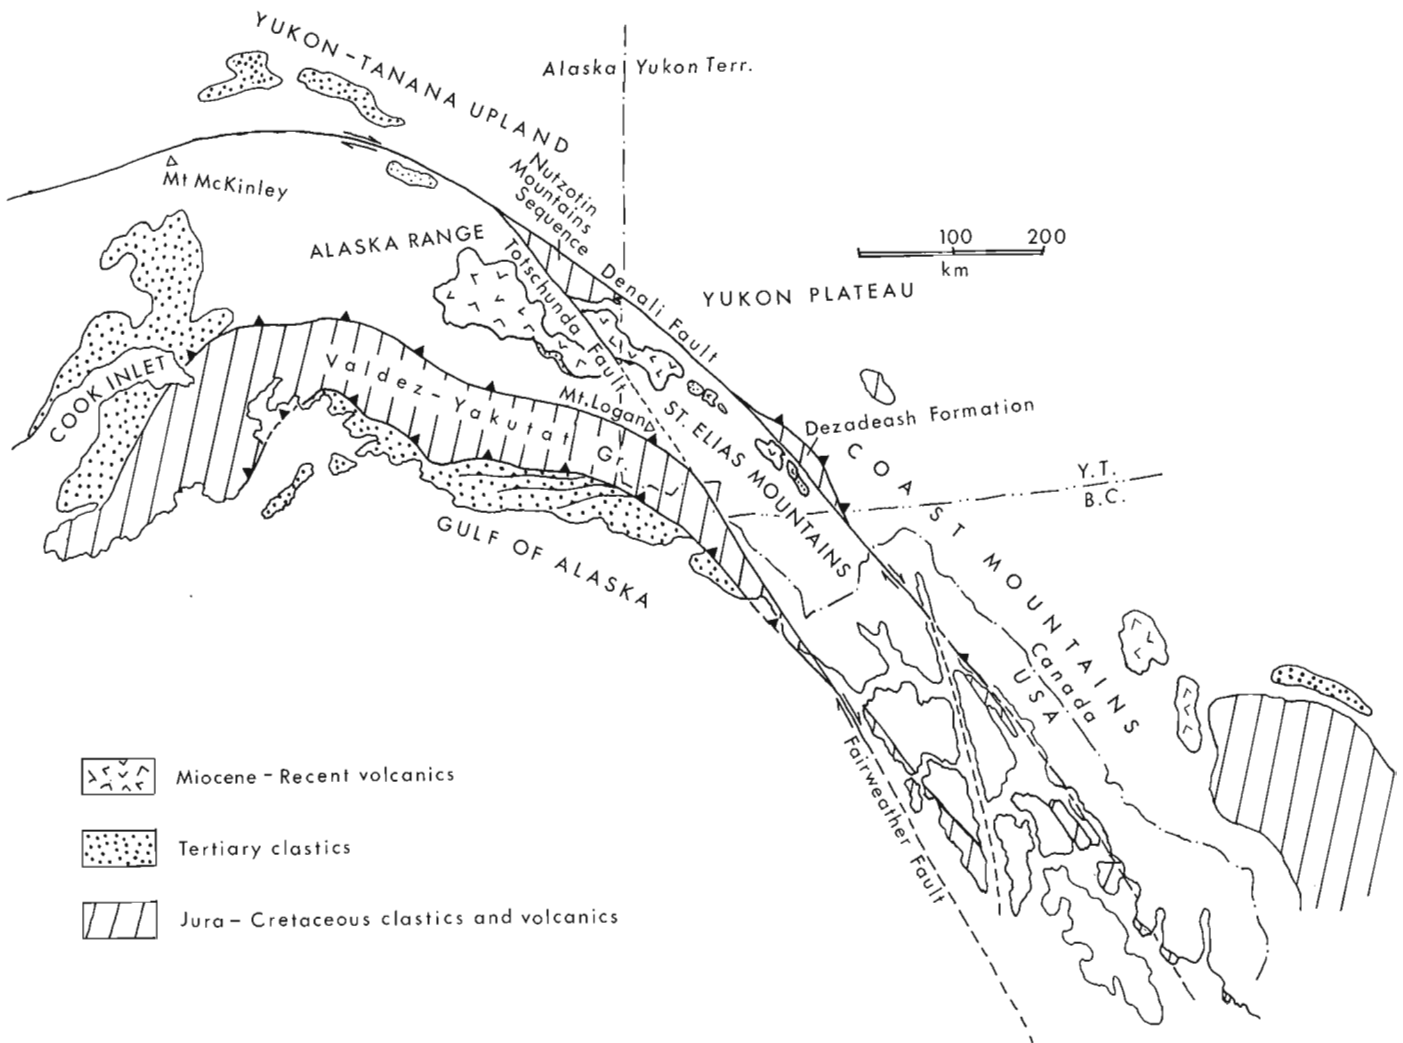 YUKON-TANANA UPLAND
Alaska Yukon Terr.
Mt McKinley
Nutzotin
Mountains
Sequence
ALASKA RANGE
Totschunda Fault
Denali Fault
100 200
km
YUKON PLATEAU
COOK INLET
Valdez-Yakutat Gr.
Mt. Logan
ST. ELIAS MOUNTAINS
Dezadeash Formation
COAST MOUNTAINS
Y.T.
B.C.
GULF OF ALASKA
Canada
USA
Fairweather Fault
Miocene-Recent volcanics
Tertiary clastics
Jura-Cretaceous clastics and volcanics